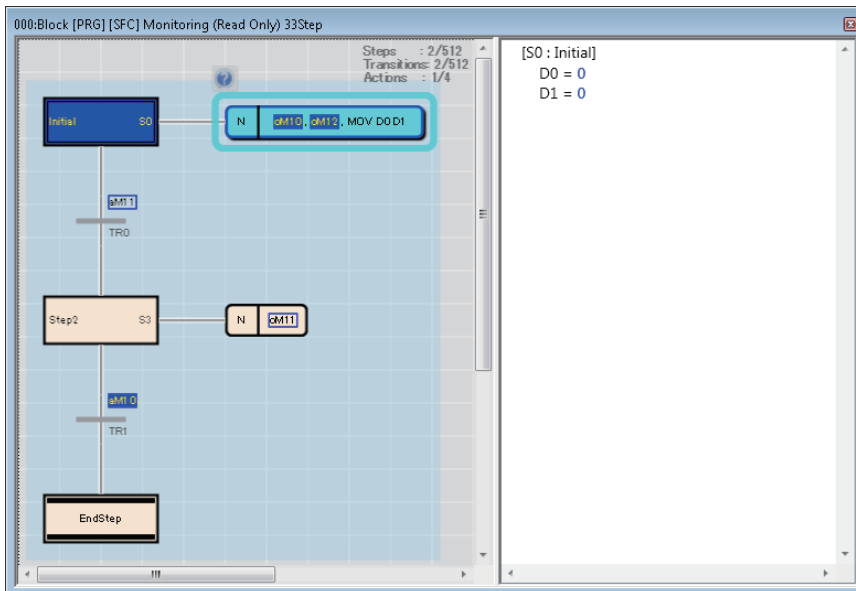 000:Block [PRG] [SFC] Monitoring (Read Only) 33Step
Steps : 2/512
Transitions: 2/512
Actions : 1/4
[S0 : Initial]
D0 = 0
D1 = 0
Initial S0
N oM10, oM12, MOV D0 D1
aM11
TR0
Step2 S3
N oM11
aM10
TR1
EndStep